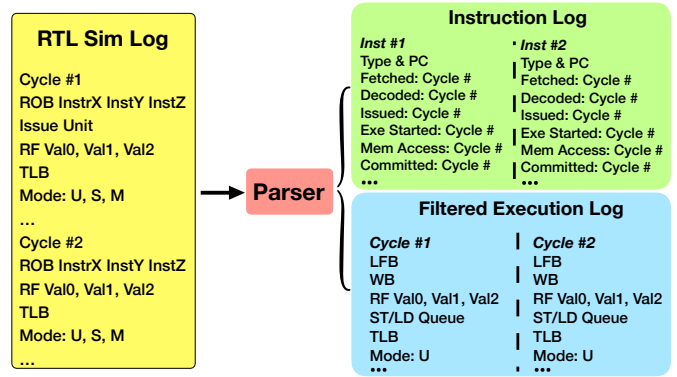 RTL Sim Log
Cycle #1
ROB InstrX InstY InstZ
Issue Unit
RF Val0, Val1, Val2
TLB
Mode: U, S, M
...
Cycle #2
ROB InstrX InstY InstZ
RF Val0, Val1, Val2
TLB
Mode: U, S, M
...
Parser
Instruction Log
Inst #1
Type & PC
Fetched: Cycle #
Decoded: Cycle #
Issued: Cycle #
Exe Started: Cycle #
Mem Access: Cycle #
Committed: Cycle #
•••
Inst #2
Type & PC
Fetched: Cycle #
Decoded: Cycle #
Issued: Cycle #
Exe Started: Cycle #
Mem Access: Cycle #
Committed: Cycle #
•••
Filtered Execution Log
Cycle #1
LFB
WB
RF Val0, Val1, Val2
ST/LD Queue
TLB
Mode: U
•••
Cycle #2
LFB
WB
RF Val0, Val1, Val2
ST/LD Queue
TLB
Mode: U
•••